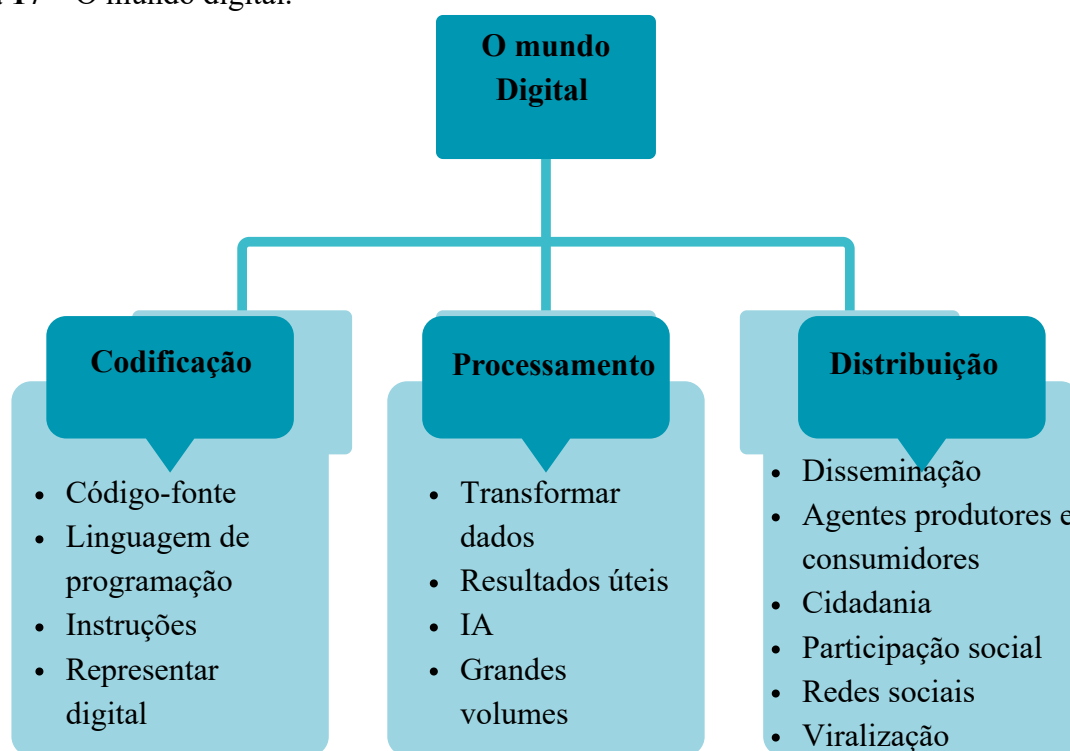 17 – O mundo digital.
O mundo
Digital
Codificação
• Código-fonte
• Linguagem de
programação
• Instruções
• Representar
digital
Processamento
• Transformar
dados
• Resultados úteis
• IA
• Grandes
volumes
Distribuição
• Disseminação
• Agentes produtores e
consumidores
• Cidadania
• Participação social
• Redes sociais
• Viralização